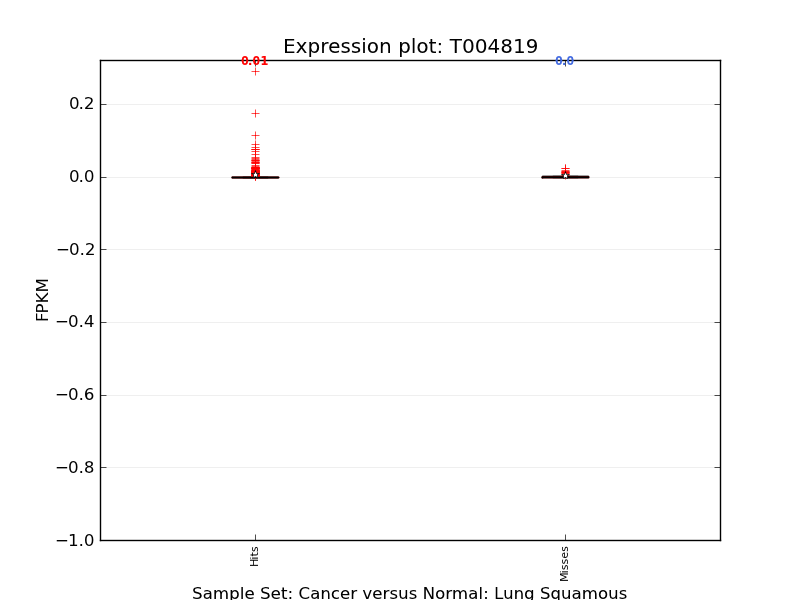 Expression plot: T004819
0.01
0.0
0.2
0.0
−0.2
−0.4
−0.6
−0.8
−1.0
FPKM
Hits
Misses
Sample Set: Cancer versus Normal: Lung Squamous